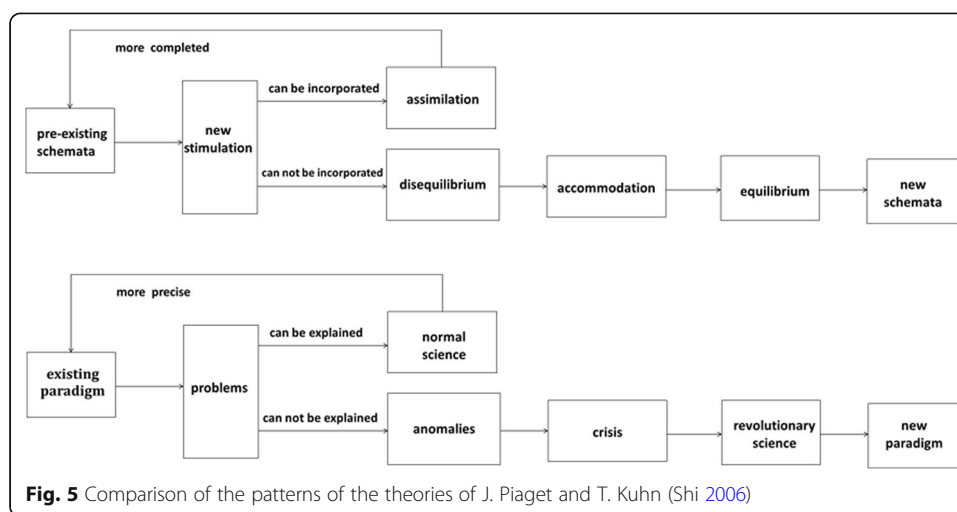 more completed
can be incorporated
assimilation
pre-existing
schemata
new
stimulation
can not be incorporated
disequilibrium
accommodation
equilibrium
new
schemata
more precise
can be explained
normal
science
existing
paradigm
problems
can not be explained
anomalies
crisis
revolutionary
science
new
paradigm
Fig. 5 Comparison of the patterns of the theories of J. Piaget and T. Kuhn (Shi 2006)